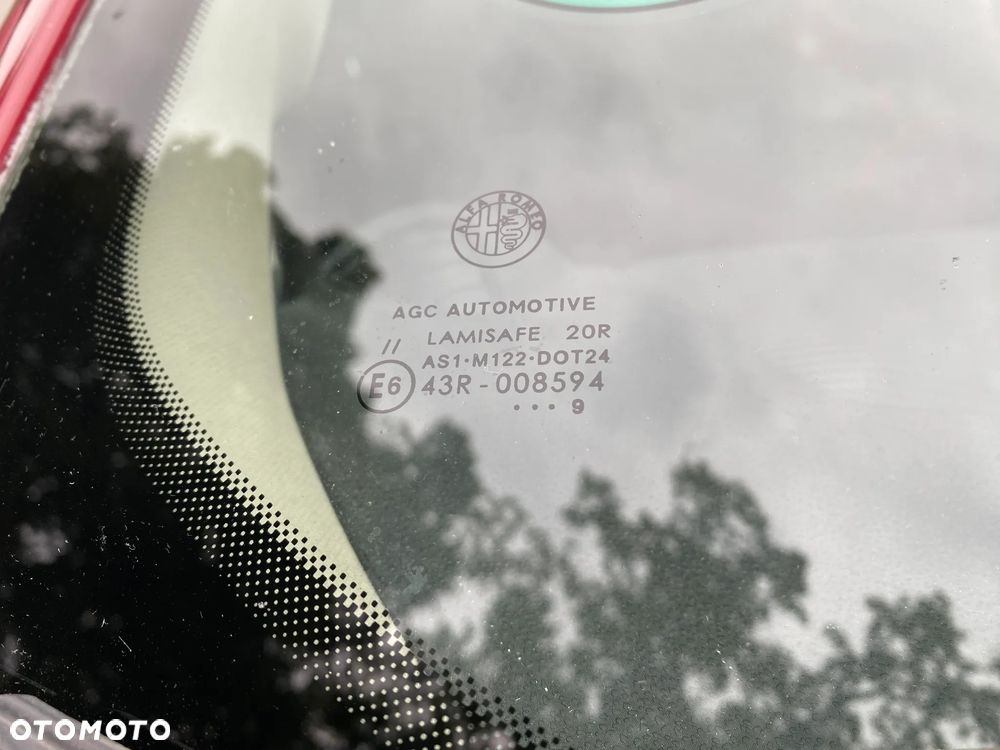 ALFA ROMEO
AGC AUTOMOTIVE
// LAMISAFE 20R
AS1·M122·DOT24
E6 43R-008594
··· 9
OTOMOTO